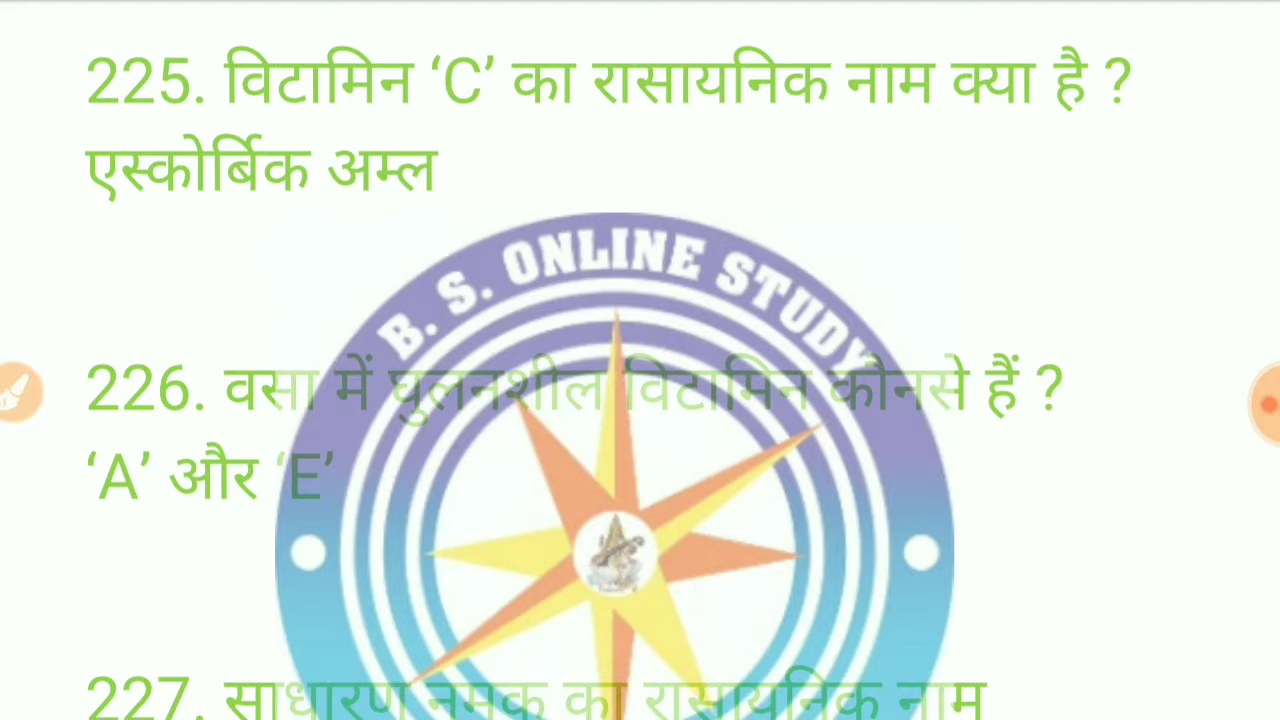 225. विटामिन ‘C’ का रासायनिक नाम क्या है ?
एस्कोर्बिक अम्ल
B. S. ONLINE STUDY
226. वसा में घुलनशील विटामिन कौनसे हैं ?
‘A’ और ‘E’
227. साधारण नमक का रासायनिक नाम